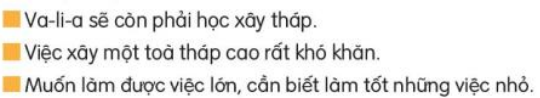 Va-li-a sẽ còn phải học xây tháp.
Việc xây một toà tháp cao rất khó khăn.
Muốn làm được việc lớn, cần biết làm tốt những việc nhỏ.